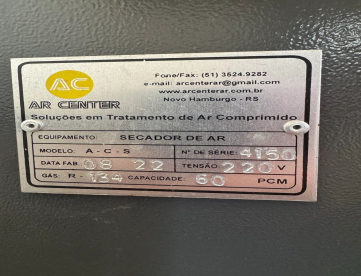 AC
AR CENTER
Fone/Fax: (51) 3524.9282
e-mail: arcenterar.com.br
www.arcenterar.com.br
Novo Hamburgo - RS
Soluções em Tratamento de Ar Comprimido
EQUIPAMENTO: SECADOR DE AR
MODELO: A - C - S Nº DE SÉRIE: 4150
DATA FAB. 08 22 TENSÃO: 220 V
GÁS: R - 134 CAPACIDADE: 60 PCM